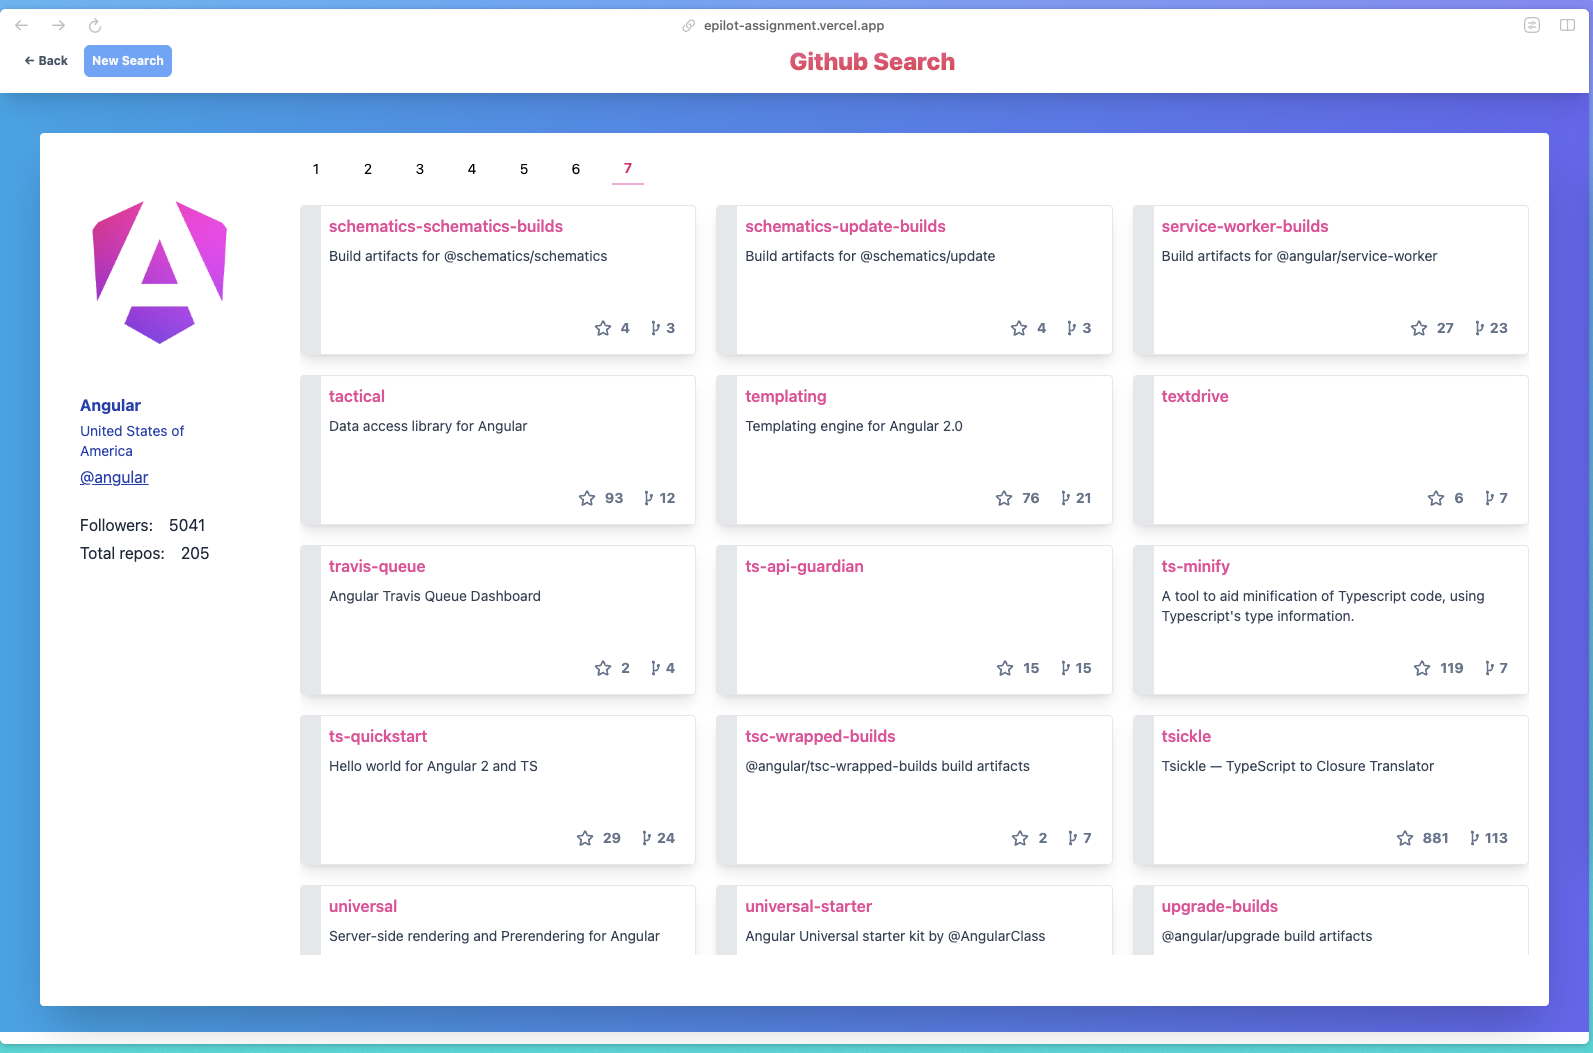 epilot-assignment.vercel.app
← Back
New Search
Github Search
1 2 3 4 5 6 7
Angular
United States of
America
@angular
Followers: 5041
Total repos: 205
schematics-schematics-builds
Build artifacts for @schematics/schematics
4 3
schematics-update-builds
Build artifacts for @schematics/update
4 3
service-worker-builds
Build artifacts for @angular/service-worker
27 23
tactical
Data access library for Angular
93 12
templating
Templating engine for Angular 2.0
76 21
textdrive
6 7
travis-queue
Angular Travis Queue Dashboard
2 4
ts-api-guardian
15 15
ts-minify
A tool to aid minification of Typescript code, using
Typescript's type information.
119 7
ts-quickstart
Hello world for Angular 2 and TS
29 24
tsc-wrapped-builds
@angular/tsc-wrapped-builds build artifacts
2 7
tsickle
Tsickle — TypeScript to Closure Translator
881 113
universal
Server-side rendering and Prerendering for Angular
universal-starter
Angular Universal starter kit by @AngularClass
upgrade-builds
@angular/upgrade build artifacts